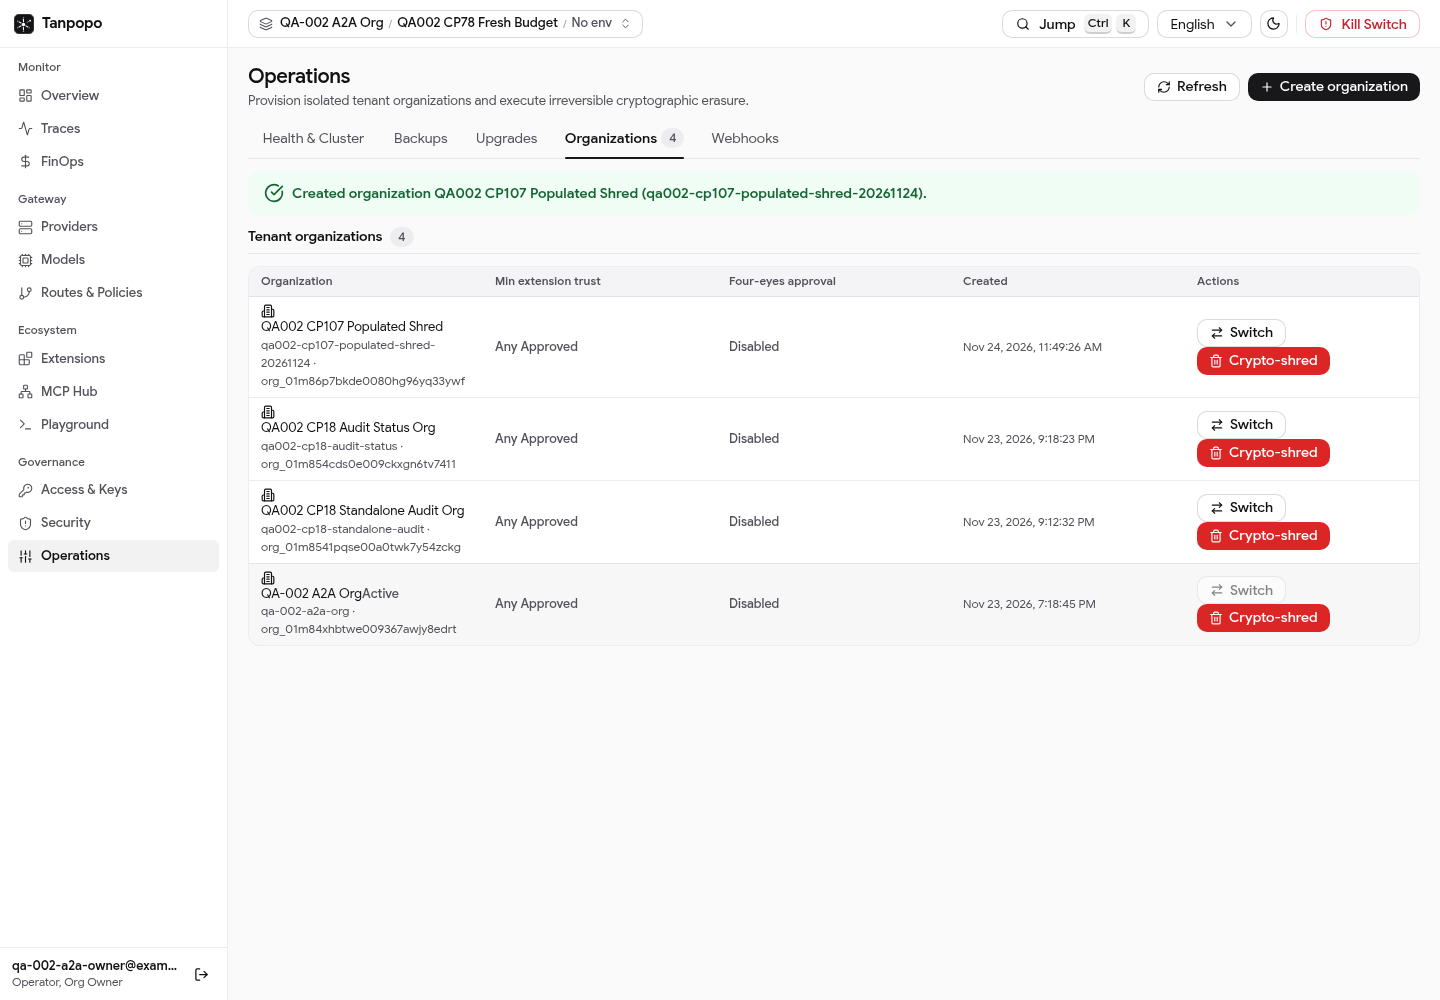 Tanpopo
QA-002 A2A Org / QA002 CP78 Fresh Budget / No env
Jump Ctrl K
English
Kill Switch
Monitor
Overview
Traces
FinOps
Gateway
Providers
Models
Routes & Policies
Ecosystem
Extensions
MCP Hub
Playground
Governance
Access & Keys
Security
Operations
qa-002-a2a-owner@exam...
Operator, Org Owner
Operations
Provision isolated tenant organizations and execute irreversible cryptographic erasure.
Refresh
Create organization
Health & Cluster Backups Upgrades Organizations 4 Webhooks
Created organization QA002 CP107 Populated Shred (qa002-cp107-populated-shred-20261124).
Tenant organizations 4
Organization Min extension trust Four-eyes approval Created Actions
QA002 CP107 Populated Shred
qa002-cp107-populated-shred-
20261124 ·
org_01m86p7bkde0080hg96yq33ywf
Any Approved
Disabled
Nov 24, 2026, 11:49:26 AM
Switch
Crypto-shred
QA002 CP18 Audit Status Org
qa002-cp18-audit-status ·
org_01m854cds0e009ckxgn6tv7411
Any Approved
Disabled
Nov 23, 2026, 9:18:23 PM
Switch
Crypto-shred
QA002 CP18 Standalone Audit Org
qa002-cp18-standalone-audit ·
org_01m8541pqse00a0twk7y54zckg
Any Approved
Disabled
Nov 23, 2026, 9:12:32 PM
Switch
Crypto-shred
QA-002 A2A OrgActive
qa-002-a2a-org ·
org_01m84xhbtwe009367awjy8edrt
Any Approved
Disabled
Nov 23, 2026, 7:18:45 PM
Switch
Crypto-shred